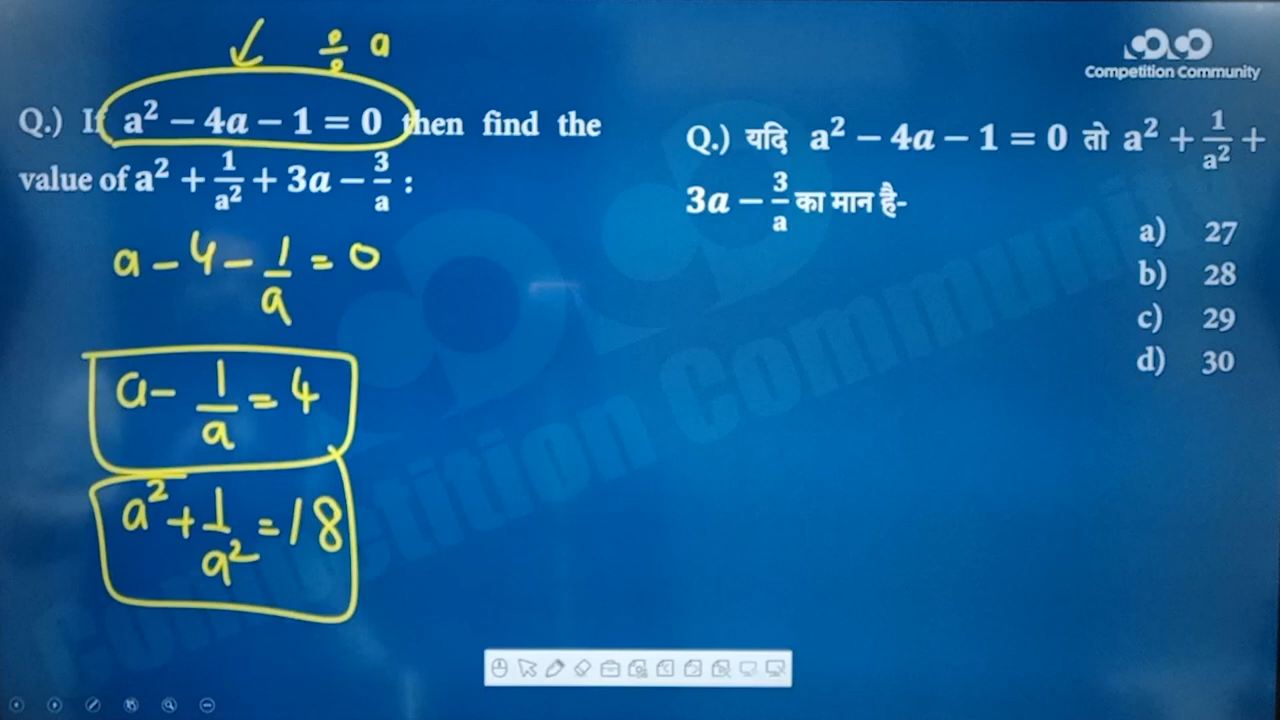 ÷ a
Competition Community
Q.) If a² − 4a − 1 = 0 then find the
value of a² + 1/a² + 3a − 3/a :
a − 4 − 1/a = 0
a − 1/a = 4
a² + 1/a² = 18
Q.) यदि a² − 4a − 1 = 0 तो a² + 1/a² +
3a − 3/a का मान है-
a) 27
b) 28
c) 29
d) 30
Competition Community